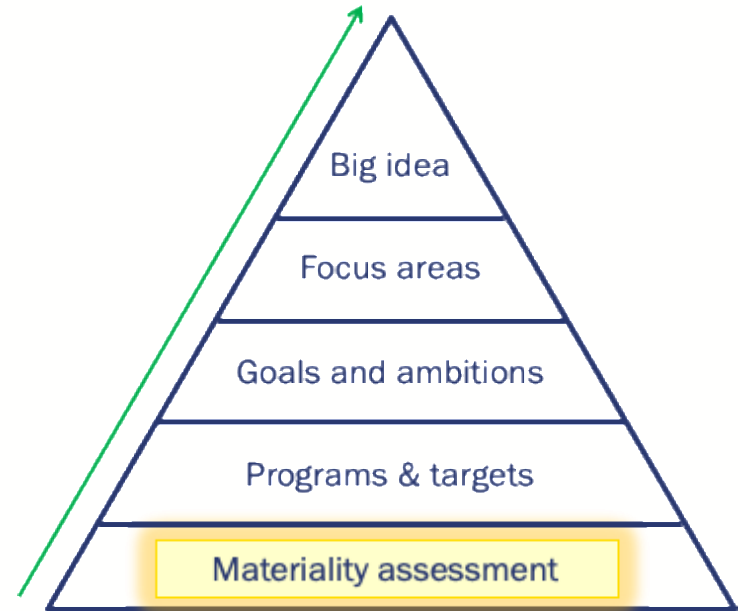 Big idea
Focus areas
Goals and ambitions
Programs & targets
Materiality assessment